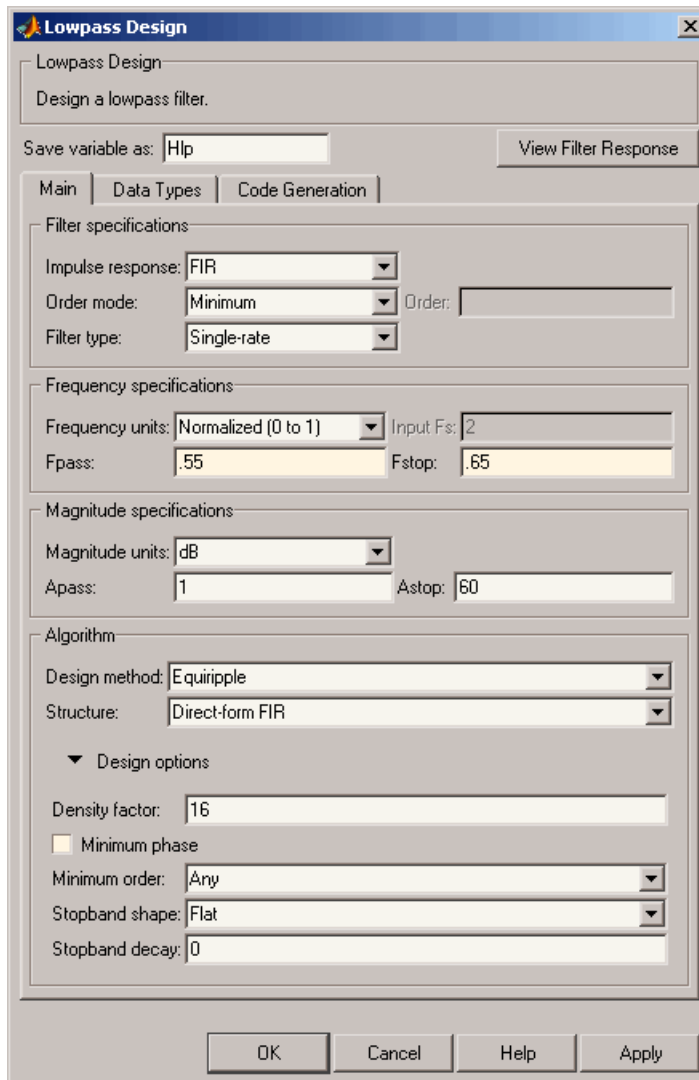 Lowpass Design
Lowpass Design
Design a lowpass filter.
Save variable as: Hlp View Filter Response
Main Data Types Code Generation
Filter specifications
Impulse response: FIR
Order mode: Minimum Order:
Filter type: Single-rate
Frequency specifications
Frequency units: Normalized (0 to 1) Input Fs: 2
Fpass: .55 Fstop: .65
Magnitude specifications
Magnitude units: dB
Apass: 1 Astop: 60
Algorithm
Design method: Equiripple
Structure: Direct-form FIR
Design options
Density factor: 16
Minimum phase
Minimum order: Any
Stopband shape: Flat
Stopband decay: 0
OK Cancel Help Apply